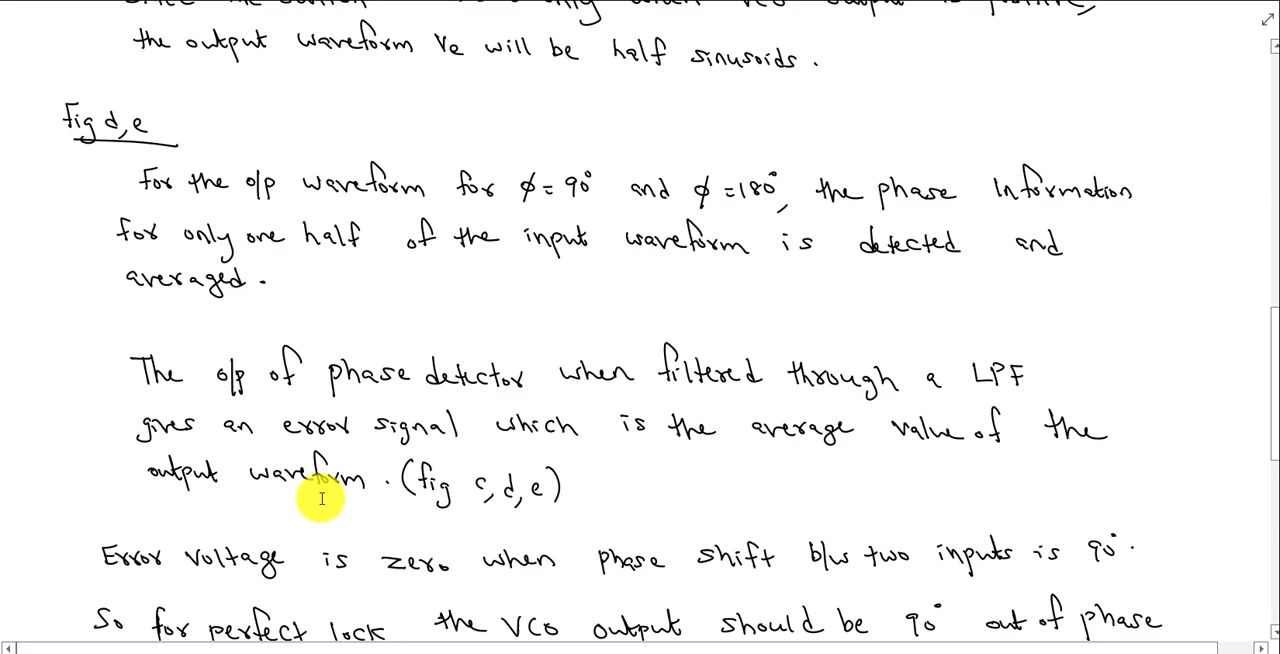 the output waveform Ve will be half sinusoids.
fig d,e
for the o/p waveform for ϕ = 90° and ϕ = 180°, the phase Information
for only one half of the input waveform is detected and
averaged.
The o/p of phase detector when filtered through a LPF
gives an error signal which is the average value of the
output waveform. (fig c, d, e)
Error voltage is zero when phase shift b/w two inputs is 90°.
So for perfect lock the VCO output should be 90° out of phase